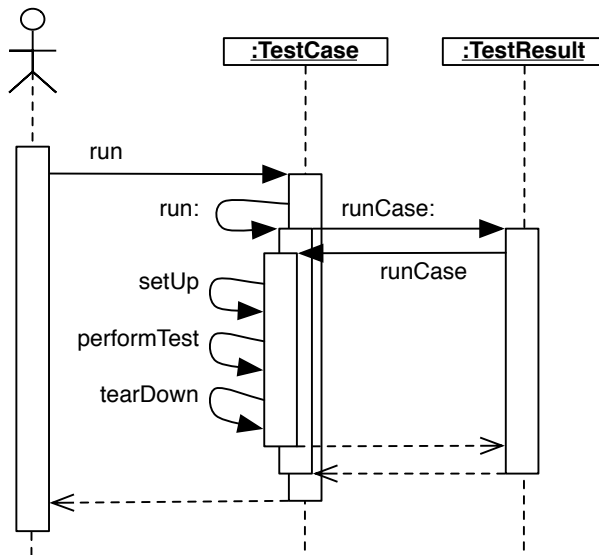 :TestCase
:TestResult
run
run:
runCase:
runCase
setUp
performTest
tearDown